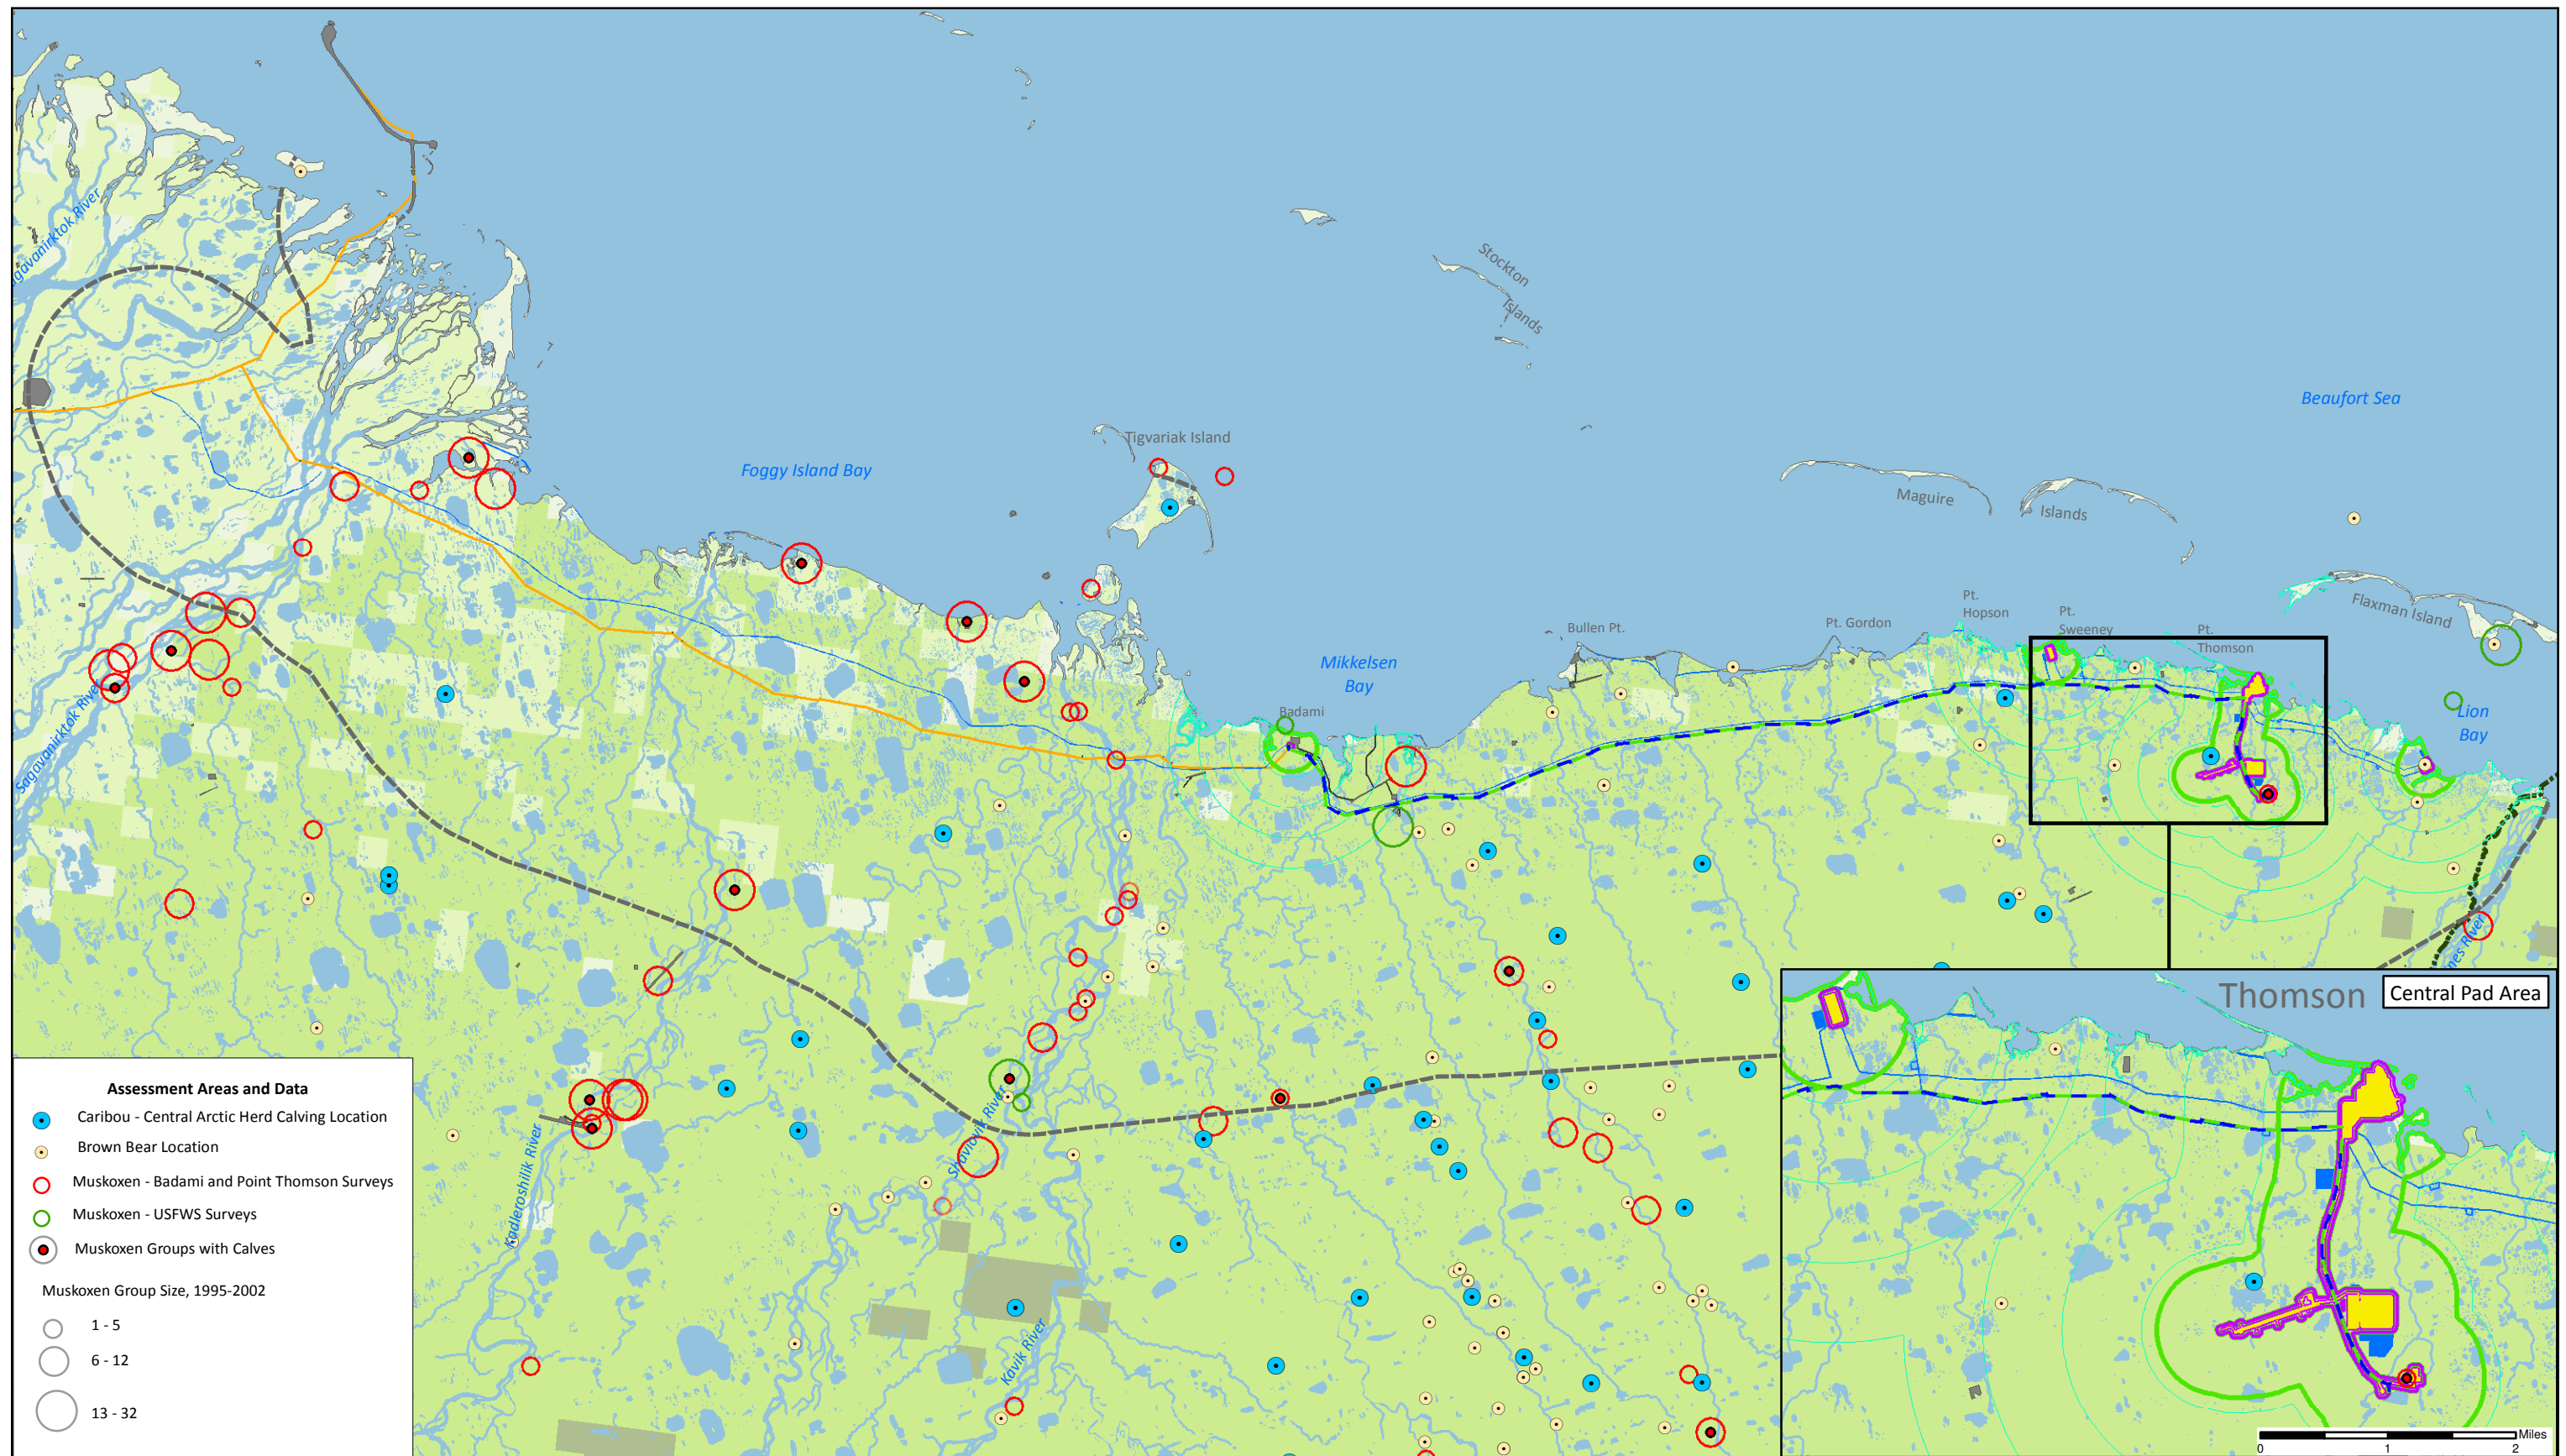 Sagavanirktok River
Stockton
Islands
Beaufort Sea
Tigvariak Island
Foggy Island Bay
Maguire
Islands
Flaxman Island
Pt.
Hopson
Pt.
Sweeney
Pt.
Thomson
Pt. Gordon
Bullen Pt.
Mikkelsen
Bay
Badami
Lion
Bay
Sagavanirktok River
Shaviovik River
Kadleroshilik River
Kavik River
River
Thomson
Central Pad Area
Assessment Areas and Data
Caribou - Central Arctic Herd Calving Location
Brown Bear Location
Muskoxen - Badami and Point Thomson Surveys
Muskoxen - USFWS Surveys
Muskoxen Groups with Calves
Muskoxen Group Size, 1995-2002
1 - 5
6 - 12
13 - 32
Miles
0 1 2